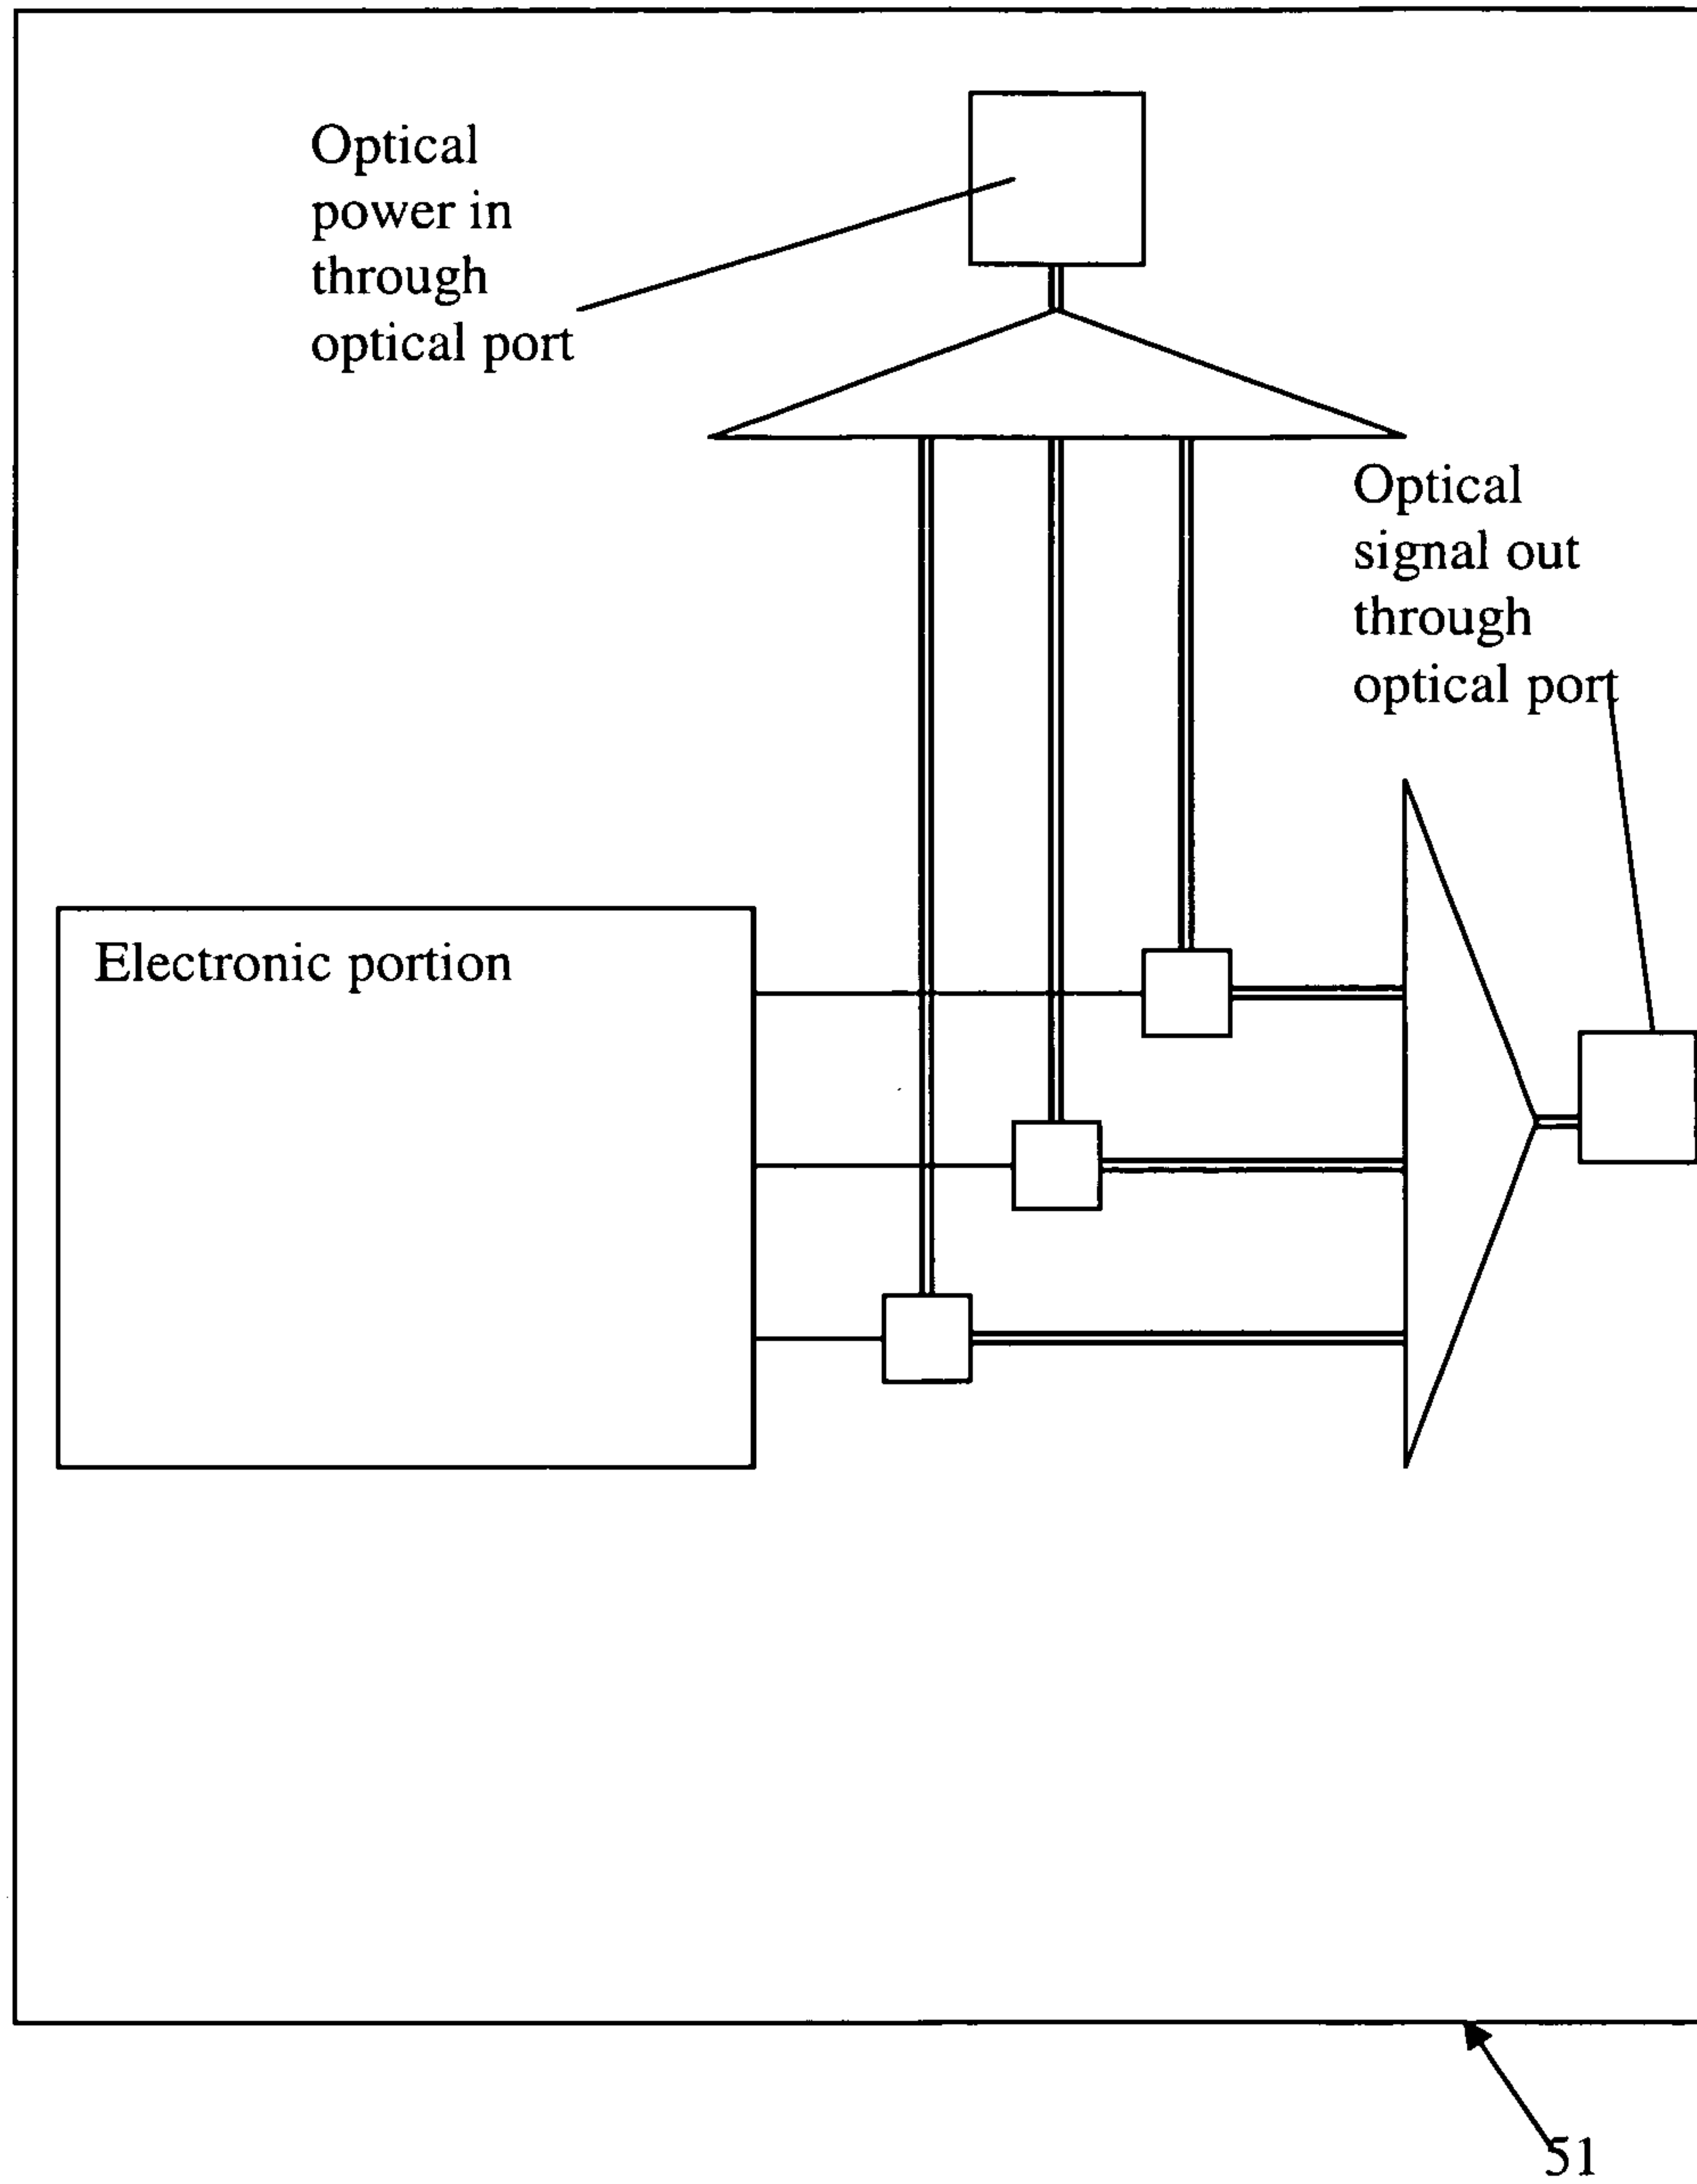 Optical
power in
through
optical port
Optical
signal out
through
optical port
Electronic portion
51